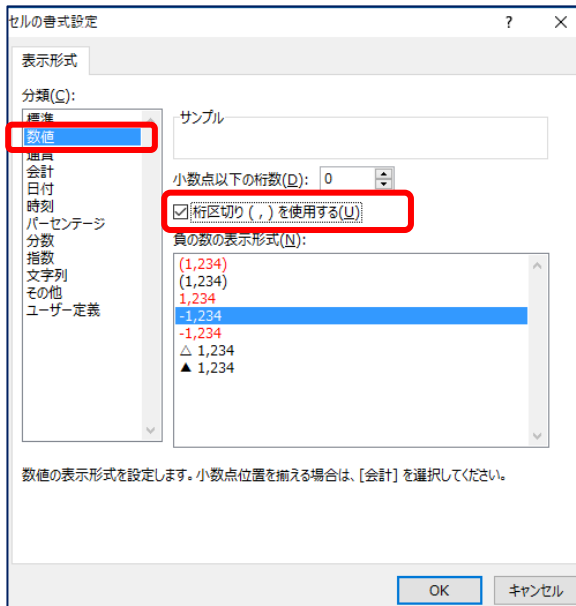 セルの書式設定
?
表示形式
分類(C):
標準
数値
通貨
会計
日付
時刻
パーセンテージ
分数
指数
文字列
その他
ユーザー定義
サンプル
小数点以下の桁数(D): 0
桁区切り ( , ) を使用する(U)
負の数の表示形式(N):
(1,234)
(1,234)
1,234
-1,234
-1,234
△ 1,234
▲ 1,234
数値の表示形式を設定します。小数点位置を揃える場合は、[会計] を選択してください。
OK
キャンセル